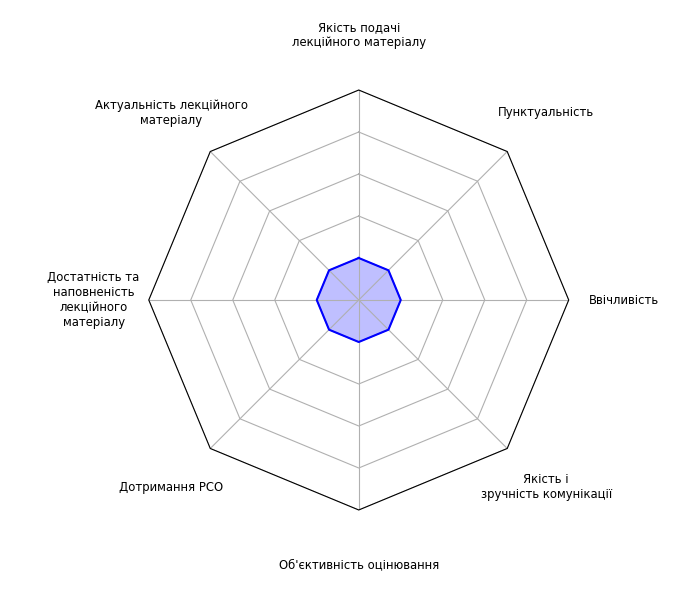 Якість подачі
лекційного матеріалу
Актуальність лекційного
матеріалу
Пунктуальність
Достатність та
наповненість
лекційного
матеріалу
Ввічливість
Дотримання РСО
Якість і
зручність комунікації
Об'єктивність оцінювання